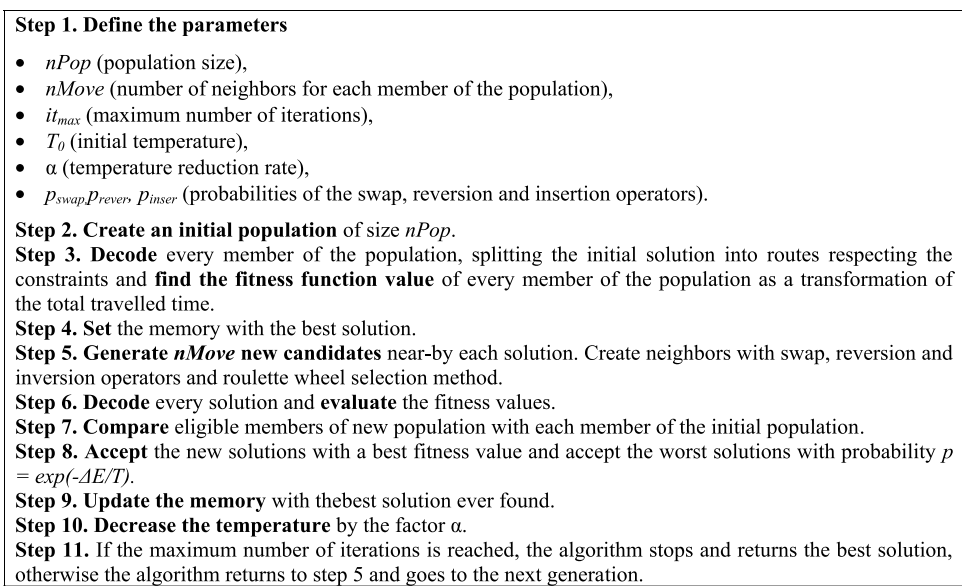 Step 1. Define the parameters
• nPop (population size),
• nMove (number of neighbors for each member of the population),
• itmax (maximum number of iterations),
• T0 (initial temperature),
• α (temperature reduction rate),
• pswap,prever, pinser (probabilities of the swap, reversion and insertion operators).
Step 2. Create an initial population of size nPop.
Step 3. Decode every member of the population, splitting the initial solution into routes respecting the
constraints and find the fitness function value of every member of the population as a transformation of
the total travelled time.
Step 4. Set the memory with the best solution.
Step 5. Generate nMove new candidates near-by each solution. Create neighbors with swap, reversion and
inversion operators and roulette wheel selection method.
Step 6. Decode every solution and evaluate the fitness values.
Step 7. Compare eligible members of new population with each member of the initial population.
Step 8. Accept the new solutions with a best fitness value and accept the worst solutions with probability p
= exp(-ΔE/T).
Step 9. Update the memory with thebest solution ever found.
Step 10. Decrease the temperature by the factor α.
Step 11. If the maximum number of iterations is reached, the algorithm stops and returns the best solution,
otherwise the algorithm returns to step 5 and goes to the next generation.